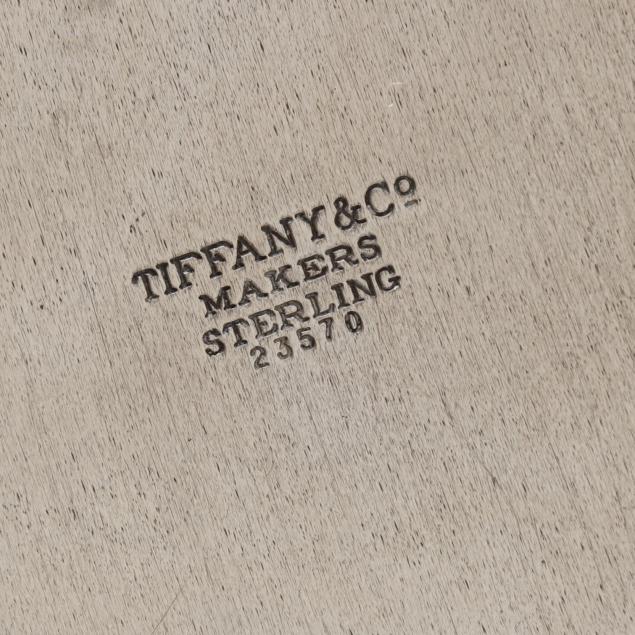 TIFFANY & Cº
MAKERS
STERLING
23570